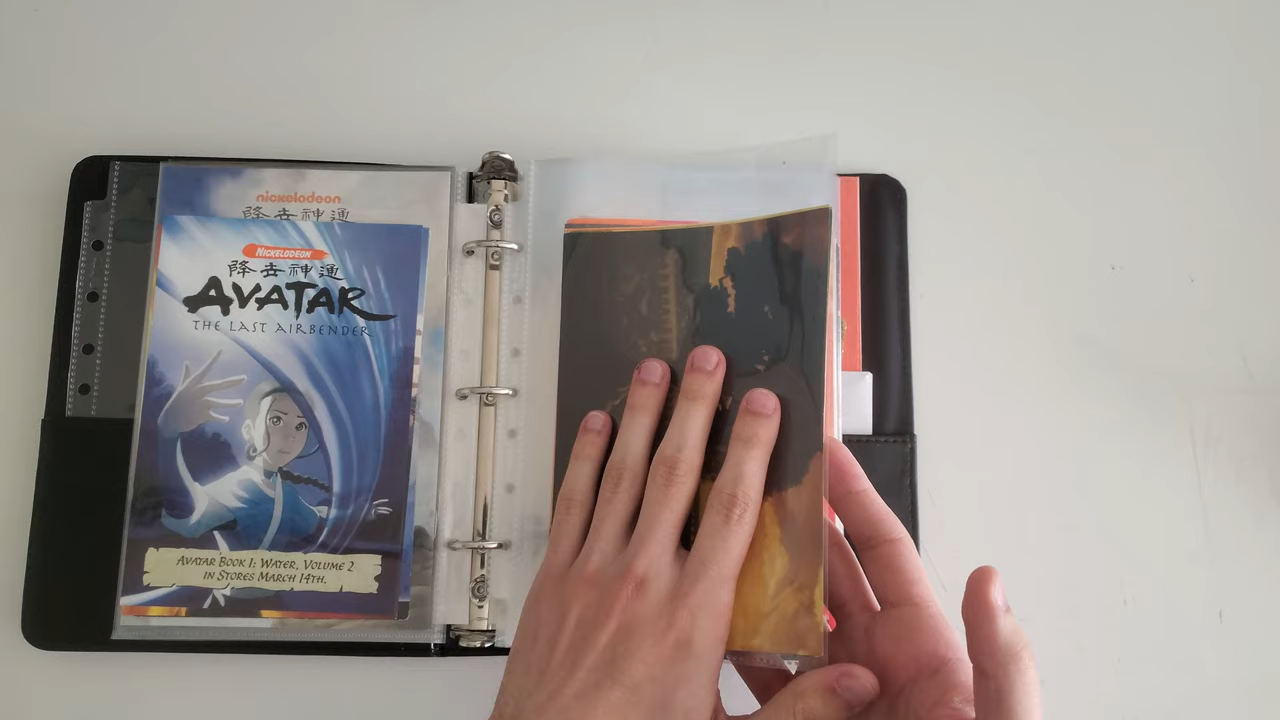 nickelodeon
降世神通
NICKELODEON
降世神通
AVATAR
THE LAST AIRBENDER
AVATAR BOOK 1: WATER, VOLUME 2
IN STORES MARCH 14TH.